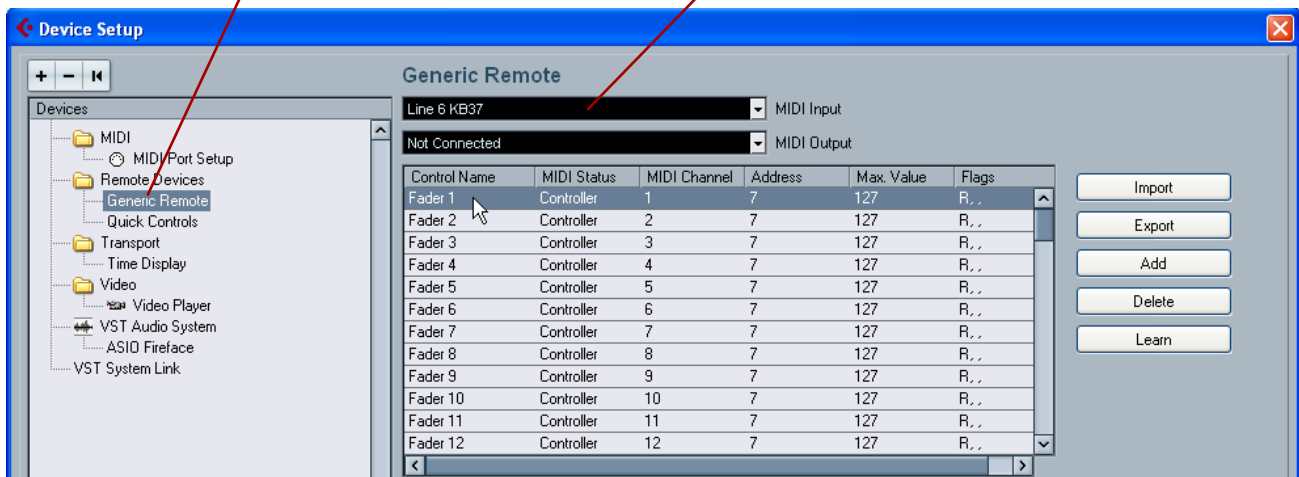 Device Setup
+ -
Devices
MIDI
MIDI Port Setup
Remote Devices
Generic Remote
Quick Controls
Transport
Time Display
Video
Video Player
VST Audio System
ASIO Fireface
VST System Link
Generic Remote
Line 6 KB37 MIDI Input
Not Connected MIDI Output
Control Name MIDI Status MIDI Channel Address Max. Value Flags
Fader 1 Controller 1 7 127 R, ,
Fader 2 Controller 2 7 127 R, ,
Fader 3 Controller 3 7 127 R, ,
Fader 4 Controller 4 7 127 R, ,
Fader 5 Controller 5 7 127 R, ,
Fader 6 Controller 6 7 127 R, ,
Fader 7 Controller 7 7 127 R, ,
Fader 8 Controller 8 7 127 R, ,
Fader 9 Controller 9 7 127 R, ,
Fader 10 Controller 10 7 127 R, ,
Fader 11 Controller 11 7 127 R, ,
Fader 12 Controller 12 7 127 R, ,
Import
Export
Add
Delete
Learn